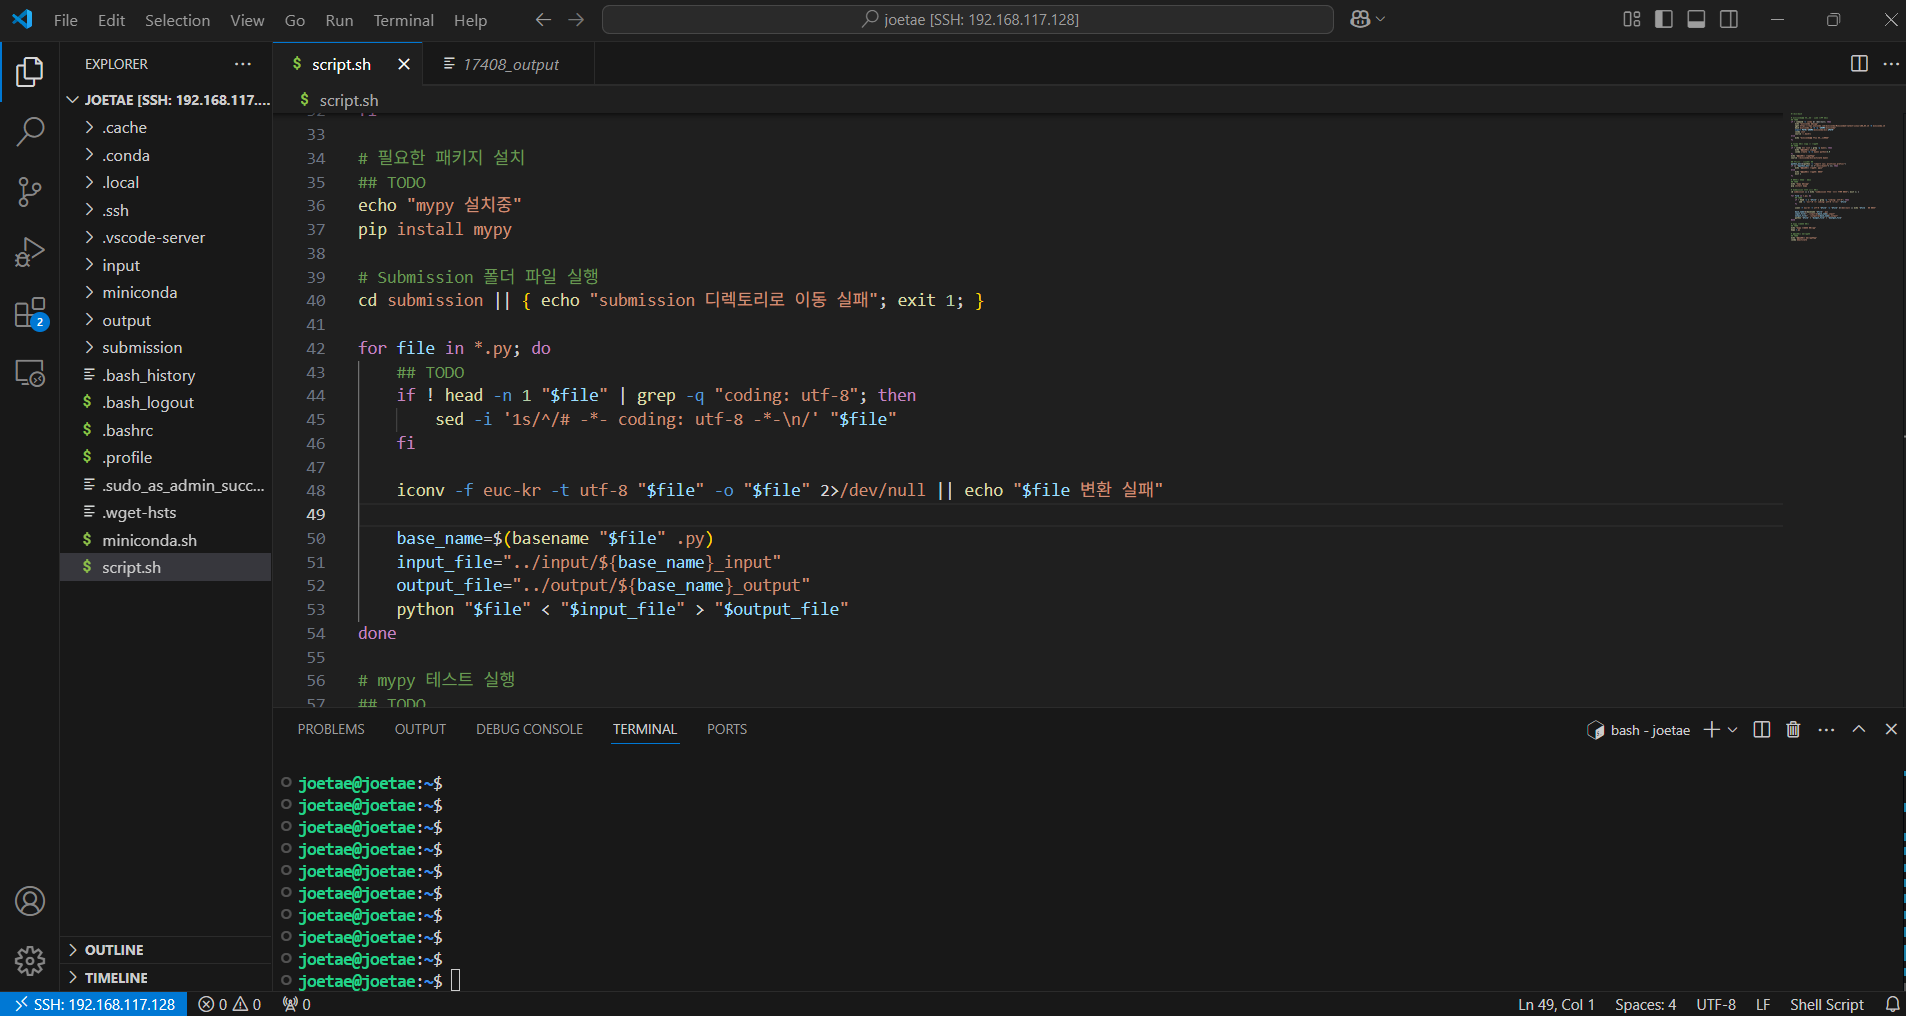 File Edit Selection View Go Run Terminal Help
joetae [SSH: 192.168.117.128]
EXPLORER
JOETAE [SSH: 192.168.117....
.cache
.conda
.local
.ssh
.vscode-server
input
miniconda
output
submission
.bash_history
.bash_logout
.bashrc
.profile
.sudo_as_admin_succ...
.wget-hsts
miniconda.sh
script.sh
OUTLINE
TIMELINE
2
script.sh 17408_output
script.sh
33
34 # 필요한 패키지 설치
35 ## TODO
36 echo "mypy 설치중"
37 pip install mypy
38
39 # Submission 폴더 파일 실행
40 cd submission || { echo "submission 디렉토리로 이동 실패"; exit 1; }
41
42 for file in *.py; do
43 ## TODO
44 if ! head -n 1 "$file" | grep -q "coding: utf-8"; then
45 sed -i '1s/^/# -*- coding: utf-8 -*-\n/' "$file"
46 fi
47
48 iconv -f euc-kr -t utf-8 "$file" -o "$file" 2>/dev/null || echo "$file 변환 실패"
49
50 base_name=$(basename "$file" .py)
51 input_file="../input/${base_name}_input"
52 output_file="../output/${base_name}_output"
53 python "$file" < "$input_file" > "$output_file"
54 done
55
56 # mypy 테스트 실행
57 ## TODO
PROBLEMS OUTPUT DEBUG CONSOLE TERMINAL PORTS
bash - joetae
joetae@joetae:~$
joetae@joetae:~$
joetae@joetae:~$
joetae@joetae:~$
joetae@joetae:~$
joetae@joetae:~$
joetae@joetae:~$
joetae@joetae:~$
joetae@joetae:~$
joetae@joetae:~$
SSH: 192.168.117.128 0 0 0
Ln 49, Col 1 Spaces: 4 UTF-8 LF Shell Script